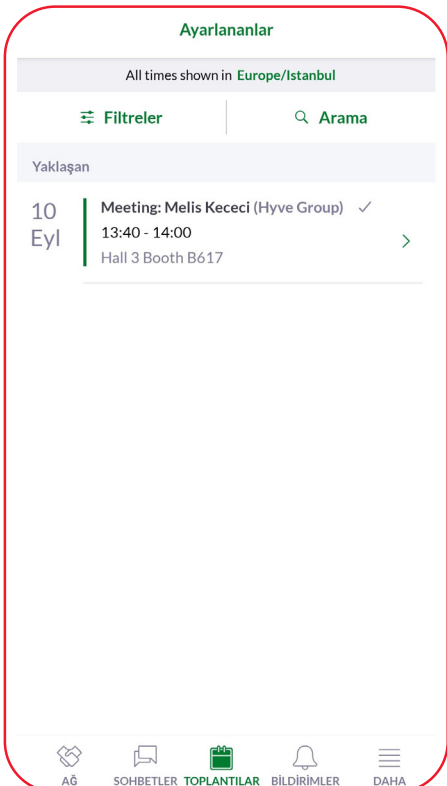 Ayarlananlar
All times shown in Europe/Istanbul
Filtreler
Arama
Yaklaşan
10
Eyl
Meeting: Melis Kececi (Hyve Group)
13:40 - 14:00
Hall 3 Booth B617
AĞ
SOHBETLER
TOPLANTILAR
BİLDİRİMLER
DAHA